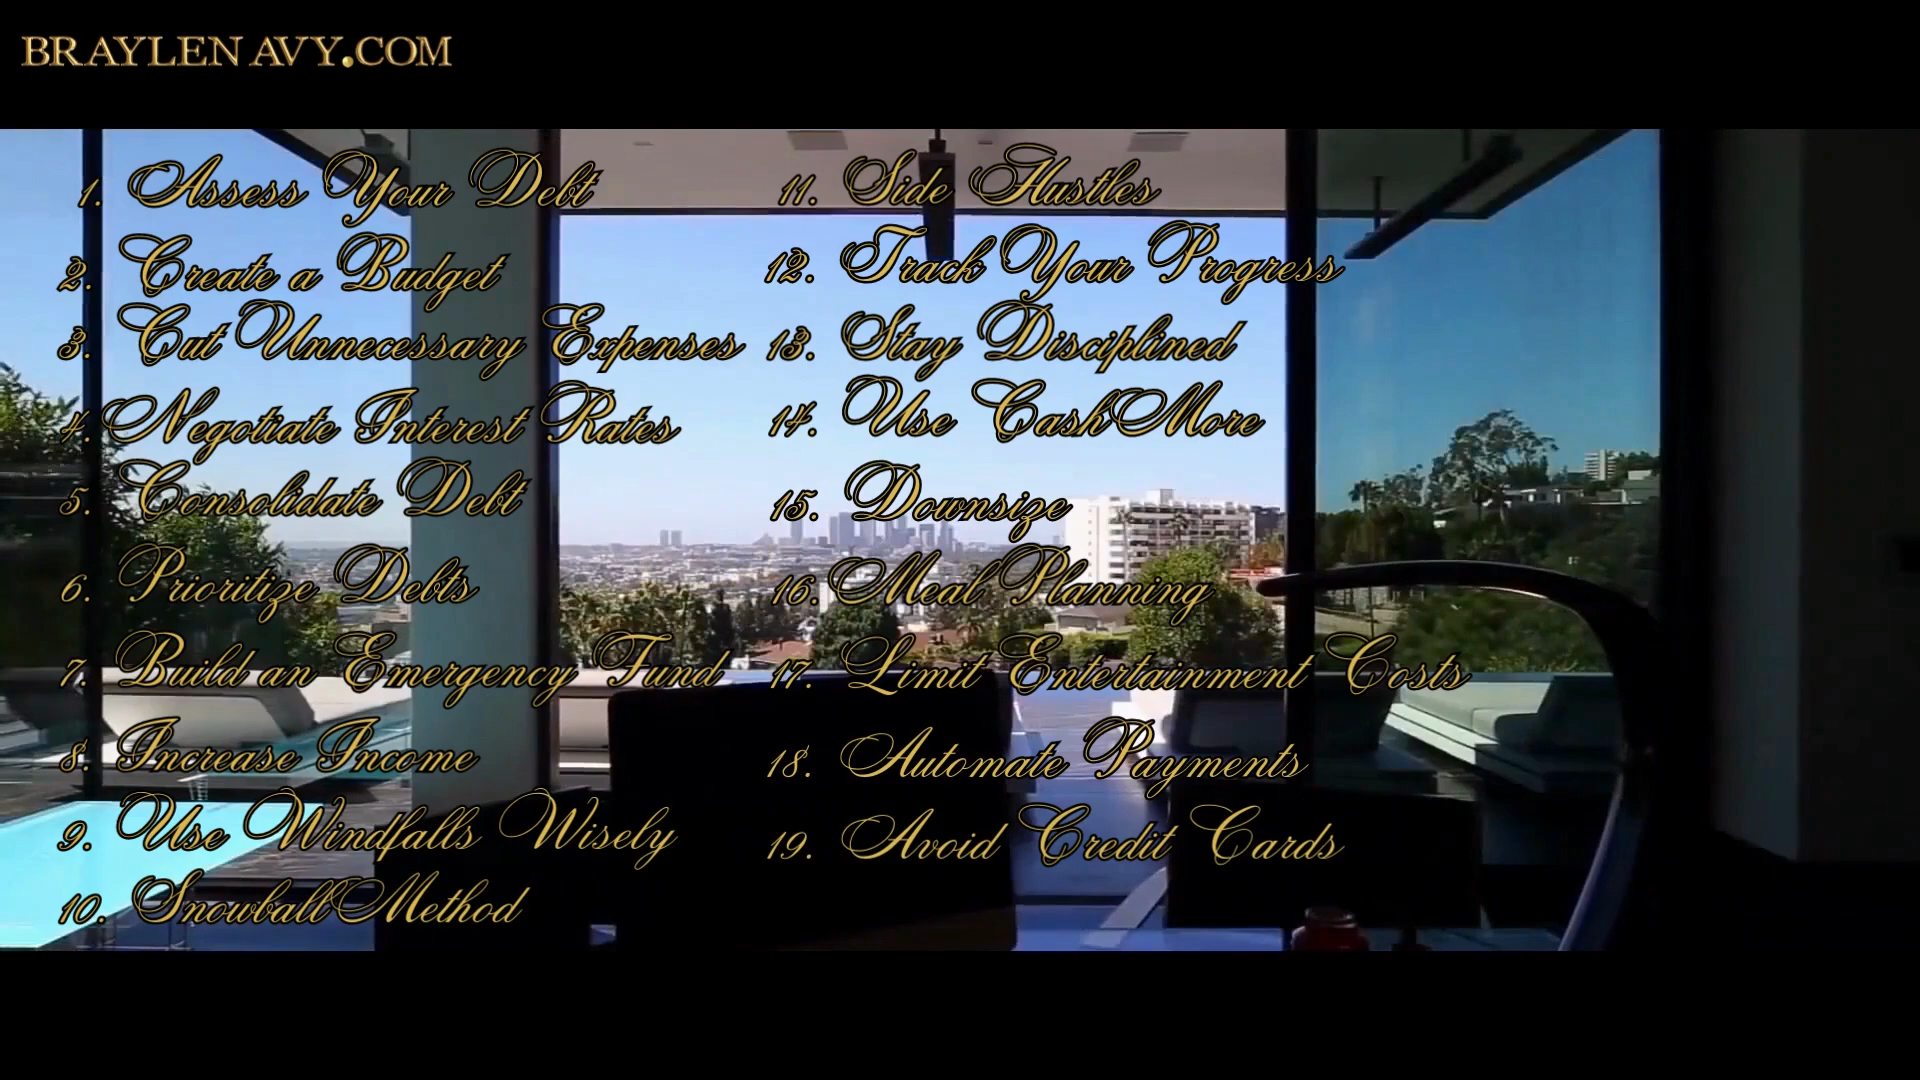 BRAYLEN AVY.COM
1. Assess Your Debt
2. Create a Budget
3. Cut Unnecessary Expenses
4. Negotiate Interest Rates
5. Consolidate Debt
6. Prioritize Debts
7. Build an Emergency Fund
8. Increase Income
9. Use Windfalls Wisely
10. Snowball Method
11. Side Hustles
12. Track Your Progress
13. Stay Disciplined
14. Use Cash More
15. Downsize
16. Meal Planning
17. Limit Entertainment Costs
18. Automate Payments
19. Avoid Credit Cards